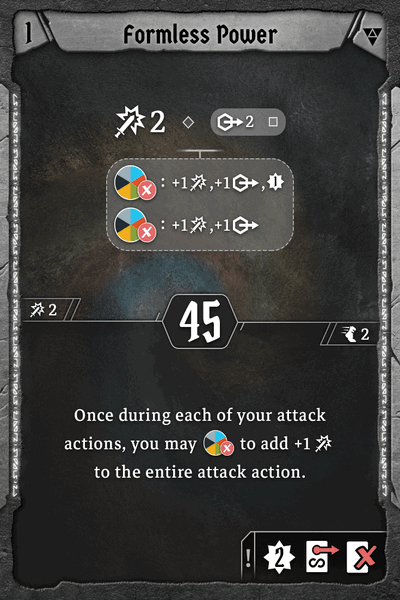 1 Formless Power
2 2
: +1 ,+1 ,1
: +1 ,+1
2 45 2
Once during each of your attack
actions, you may to add +1
to the entire attack action.
! 2